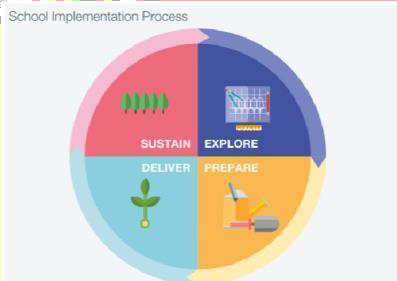 School Implementation Process
SUSTAIN EXPLORE
DELIVER PREPARE